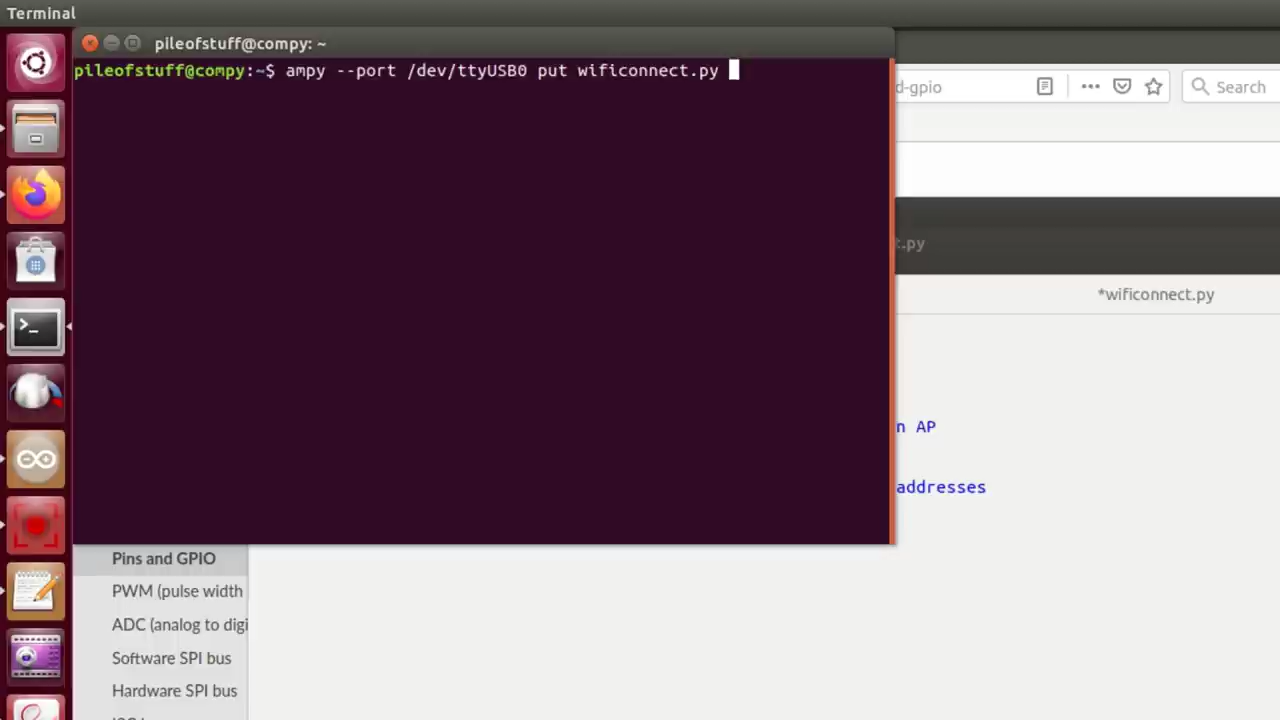 Terminal
pileofstuff@compy: ~
pileofstuff@compy:~$ ampy --port /dev/ttyUSB0 put wificonnect.py
d-gpio
Search
.py
*wificonnect.py
n AP
addresses
Pins and GPIO
PWM (pulse width
ADC (analog to digi
Software SPI bus
Hardware SPI bus